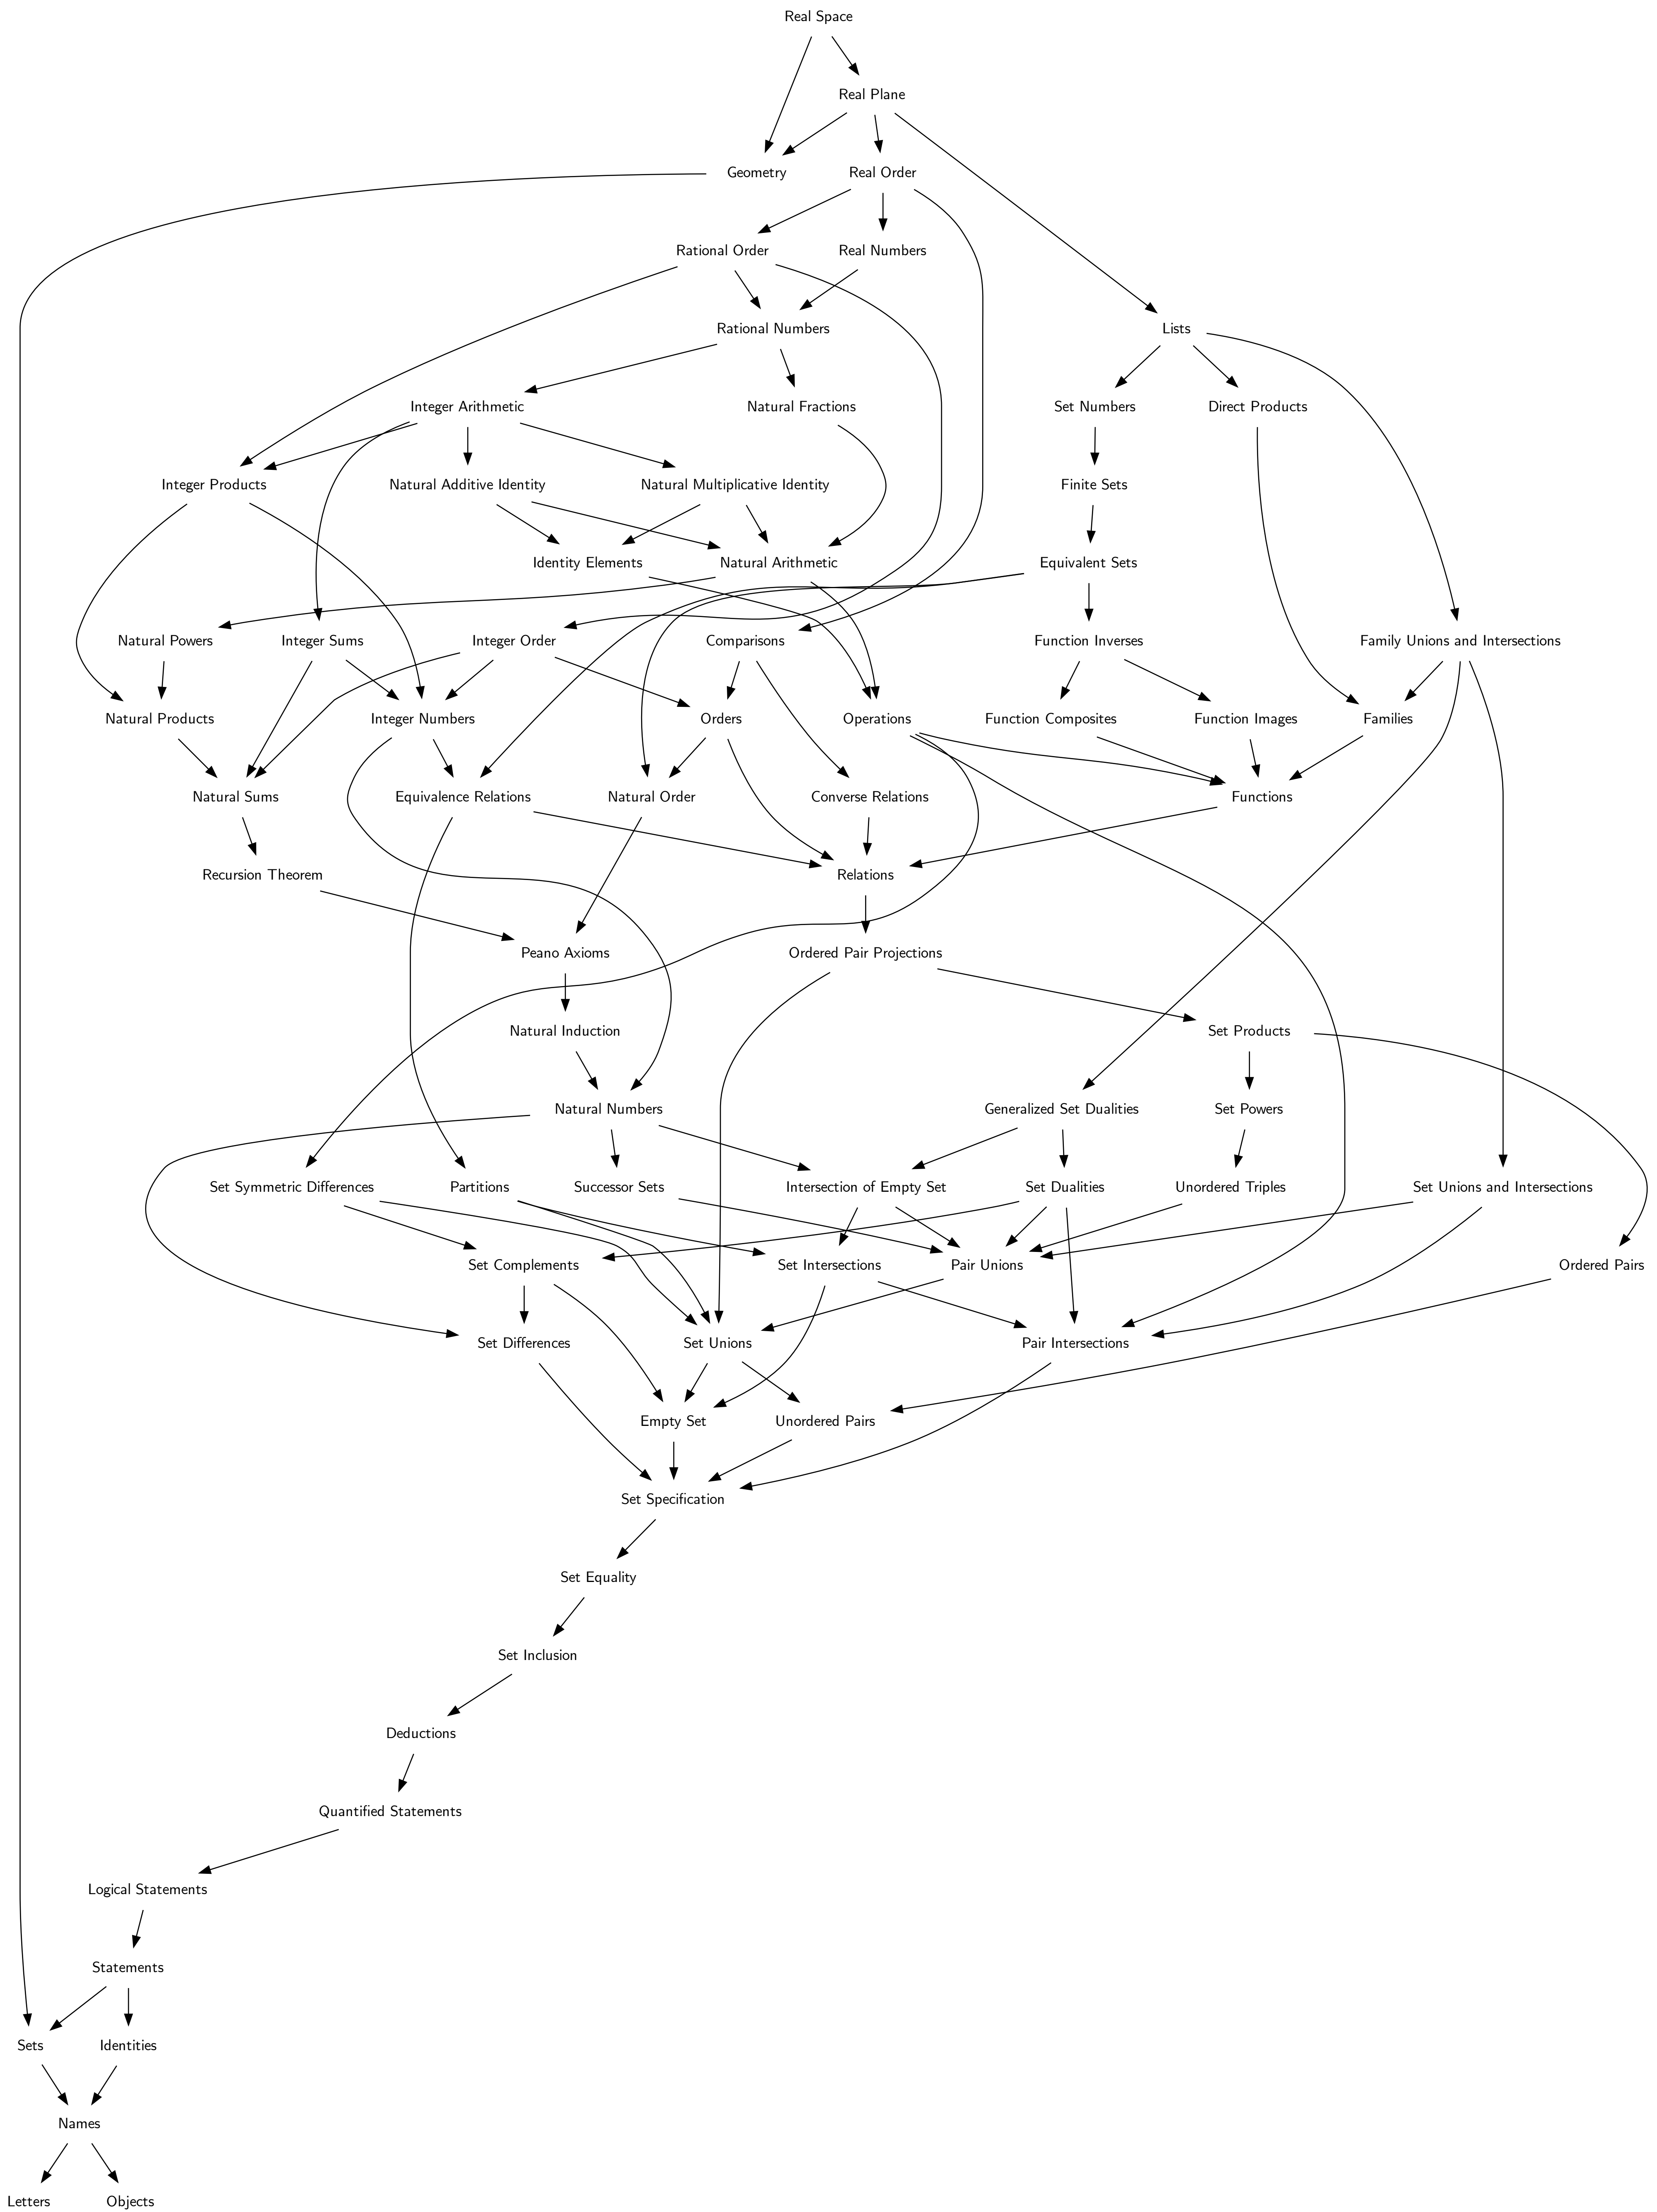 Real Space
Real Plane
Geometry
Real Order
Rational Order
Real Numbers
Rational Numbers
Lists
Integer Arithmetic
Natural Fractions
Set Numbers
Direct Products
Integer Products
Natural Additive Identity
Natural Multiplicative Identity
Finite Sets
Identity Elements
Natural Arithmetic
Equivalent Sets
Natural Powers
Integer Sums
Integer Order
Comparisons
Function Inverses
Family Unions and Intersections
Natural Products
Integer Numbers
Orders
Operations
Function Composites
Function Images
Families
Natural Sums
Equivalence Relations
Natural Order
Converse Relations
Functions
Recursion Theorem
Relations
Peano Axioms
Ordered Pair Projections
Natural Induction
Set Products
Natural Numbers
Generalized Set Dualities
Set Powers
Set Symmetric Differences
Partitions
Successor Sets
Intersection of Empty Set
Set Dualities
Unordered Triples
Set Unions and Intersections
Set Complements
Set Intersections
Pair Unions
Ordered Pairs
Set Differences
Set Unions
Pair Intersections
Empty Set
Unordered Pairs
Set Specification
Set Equality
Set Inclusion
Deductions
Quantified Statements
Logical Statements
Statements
Sets
Identities
Names
Letters
Objects